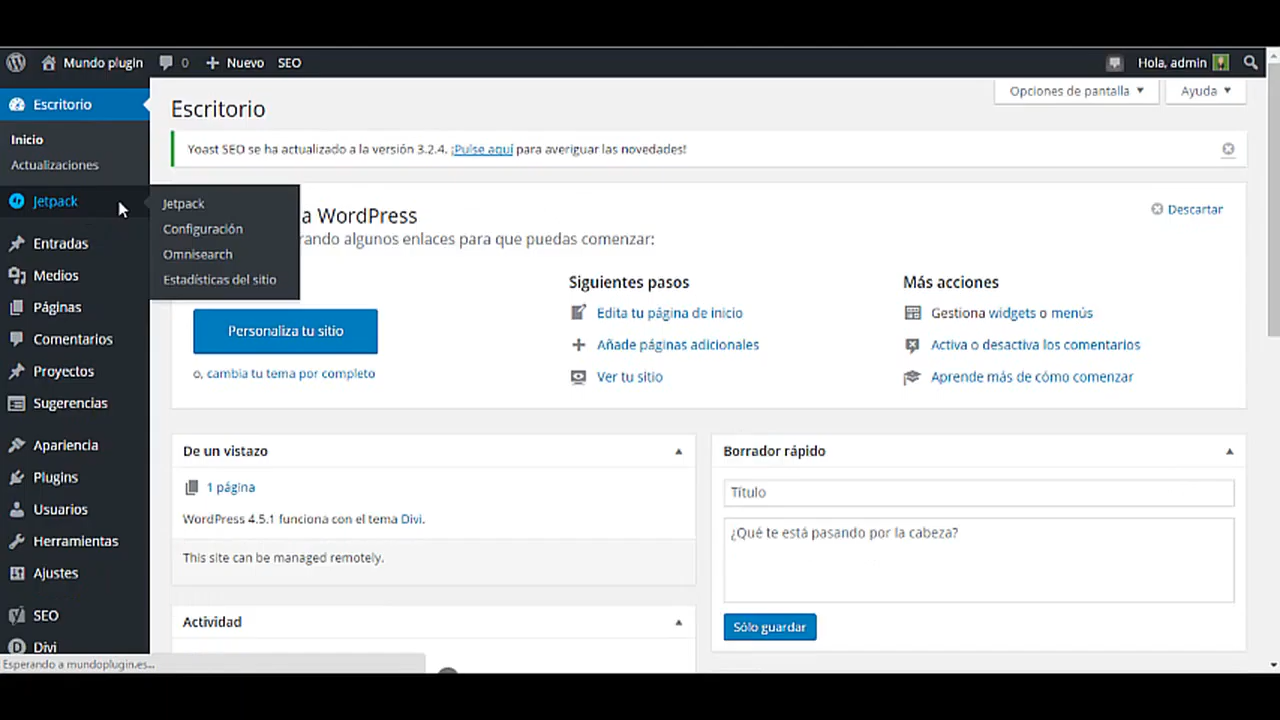 Mundo plugin 0 Nuevo SEO Hola, admin
Escritorio
Inicio
Actualizaciones
Jetpack
Entradas
Medios
Páginas
Comentarios
Proyectos
Sugerencias
Apariencia
Plugins
Usuarios
Herramientas
Ajustes
SEO
Divi
Jetpack
Configuración
Omnisearch
Estadísticas del sitio
Opciones de pantalla
Ayuda
Escritorio
Yoast SEO se ha actualizado a la versión 3.2.4. ¡Pulse aquí para averiguar las novedades!
a WordPress
Descartar
rando algunos enlaces para que puedas comenzar:
Personaliza tu sitio
o, cambia tu tema por completo
Siguientes pasos
Edita tu página de inicio
Añade páginas adicionales
Ver tu sitio
Más acciones
Gestiona widgets o menús
Activa o desactiva los comentarios
Aprende más de cómo comenzar
De un vistazo
1 página
WordPress 4.5.1 funciona con el tema Divi.
This site can be managed remotely.
Actividad
Borrador rápido
Título
¿Qué te está pasando por la cabeza?
Sólo guardar
Esperando a mundoplugin.es...